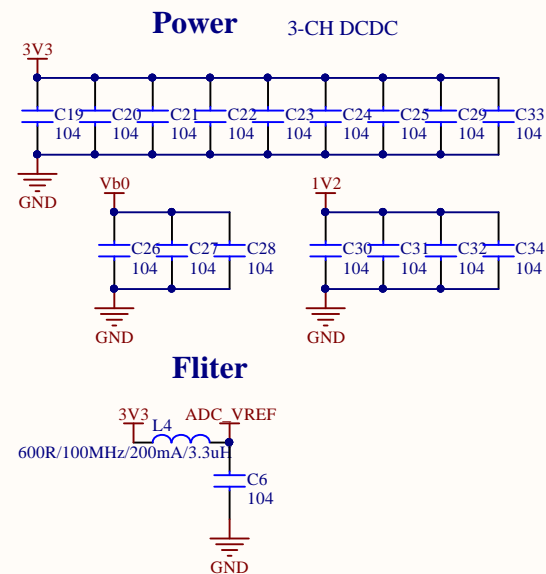 Power 3-CH DCDC
3V3
C19 C20 C21 C22 C23 C24 C25 C29 C33
104 104 104 104 104 104 104 104 104
GND
Vb0 1V2
C26 C27 C28 C30 C31 C32 C34
104 104 104 104 104 104 104
GND GND
Fliter
3V3 L4 ADC_VREF
600R/100MHz/200mA/3.3uH
C6
104
GND